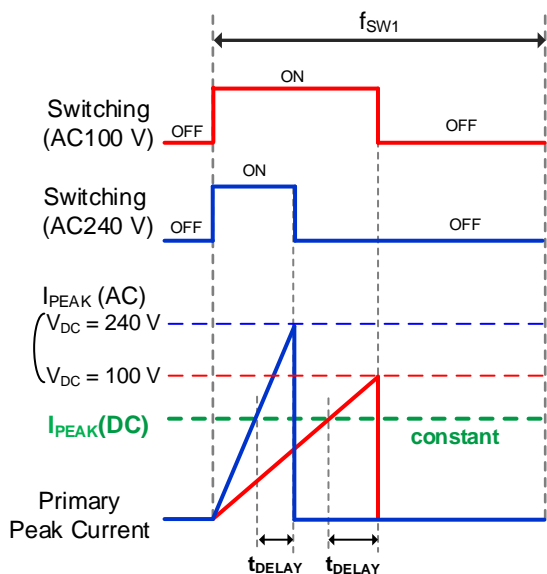 fSW1
ON
Switching
(AC100 V)
OFF
OFF
ON
Switching
(AC240 V)
OFF
OFF
IPEAK (AC)
VDC = 240 V
VDC = 100 V
IPEAK(DC)
constant
Primary
Peak Current
tDELAY
tDELAY